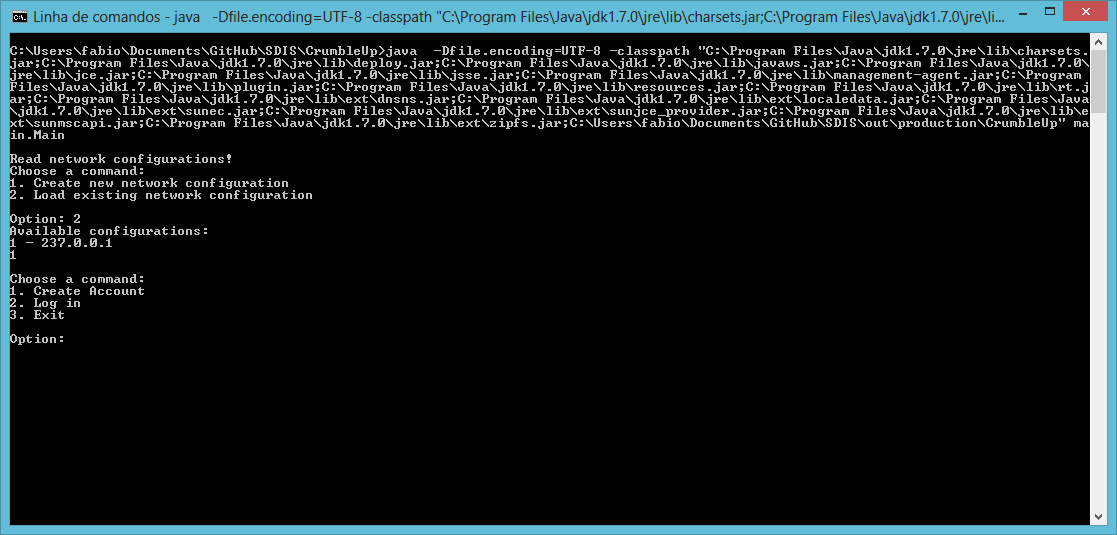 Linha de comandos - java   -Dfile.encoding=UTF-8 -classpath "C:\Program Files\Java\jdk1.7.0\jre\lib\charsets.jar;C:\Program Files\Java\jdk1.7.0\jre\li...
C:\Users\fabio\Documents\GitHub\SDIS\CrumbleUp>java  -Dfile.encoding=UTF-8 -classpath "C:\Program Files\Java\jdk1.7.0\jre\lib\charsets.
jar;C:\Program Files\Java\jdk1.7.0\jre\lib\deploy.jar;C:\Program Files\Java\jdk1.7.0\jre\lib\javaws.jar;C:\Program Files\Java\jdk1.7.0\
jre\lib\jce.jar;C:\Program Files\Java\jdk1.7.0\jre\lib\jsse.jar;C:\Program Files\Java\jdk1.7.0\jre\lib\management-agent.jar;C:\Program
Files\Java\jdk1.7.0\jre\lib\plugin.jar;C:\Program Files\Java\jdk1.7.0\jre\lib\resources.jar;C:\Program Files\Java\jdk1.7.0\jre\lib\rt.j
ar;C:\Program Files\Java\jdk1.7.0\jre\lib\ext\dnsns.jar;C:\Program Files\Java\jdk1.7.0\jre\lib\ext\localedata.jar;C:\Program Files\Java
\jdk1.7.0\jre\lib\ext\sunec.jar;C:\Program Files\Java\jdk1.7.0\jre\lib\ext\sunjce_provider.jar;C:\Program Files\Java\jdk1.7.0\jre\lib\e
xt\sunmscapi.jar;C:\Program Files\Java\jdk1.7.0\jre\lib\ext\zipfs.jar;C:\Users\fabio\Documents\GitHub\SDIS\out\production\CrumbleUp" ma
in.Main
Read network configurations!
Choose a command:
1. Create new network configuration
2. Load existing network configuration
Option: 2
Available configurations:
1 - 237.0.0.1
1
Choose a command:
1. Create Account
2. Log in
3. Exit
Option: